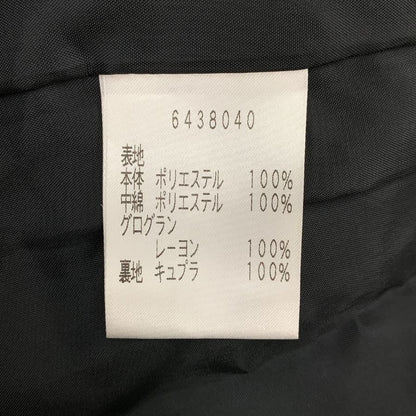 6438040
表地
本体 ポリエステル 100%
中綿 ポリエステル 100%
グログラン
レーヨン 100%
裏地 キュプラ 100%